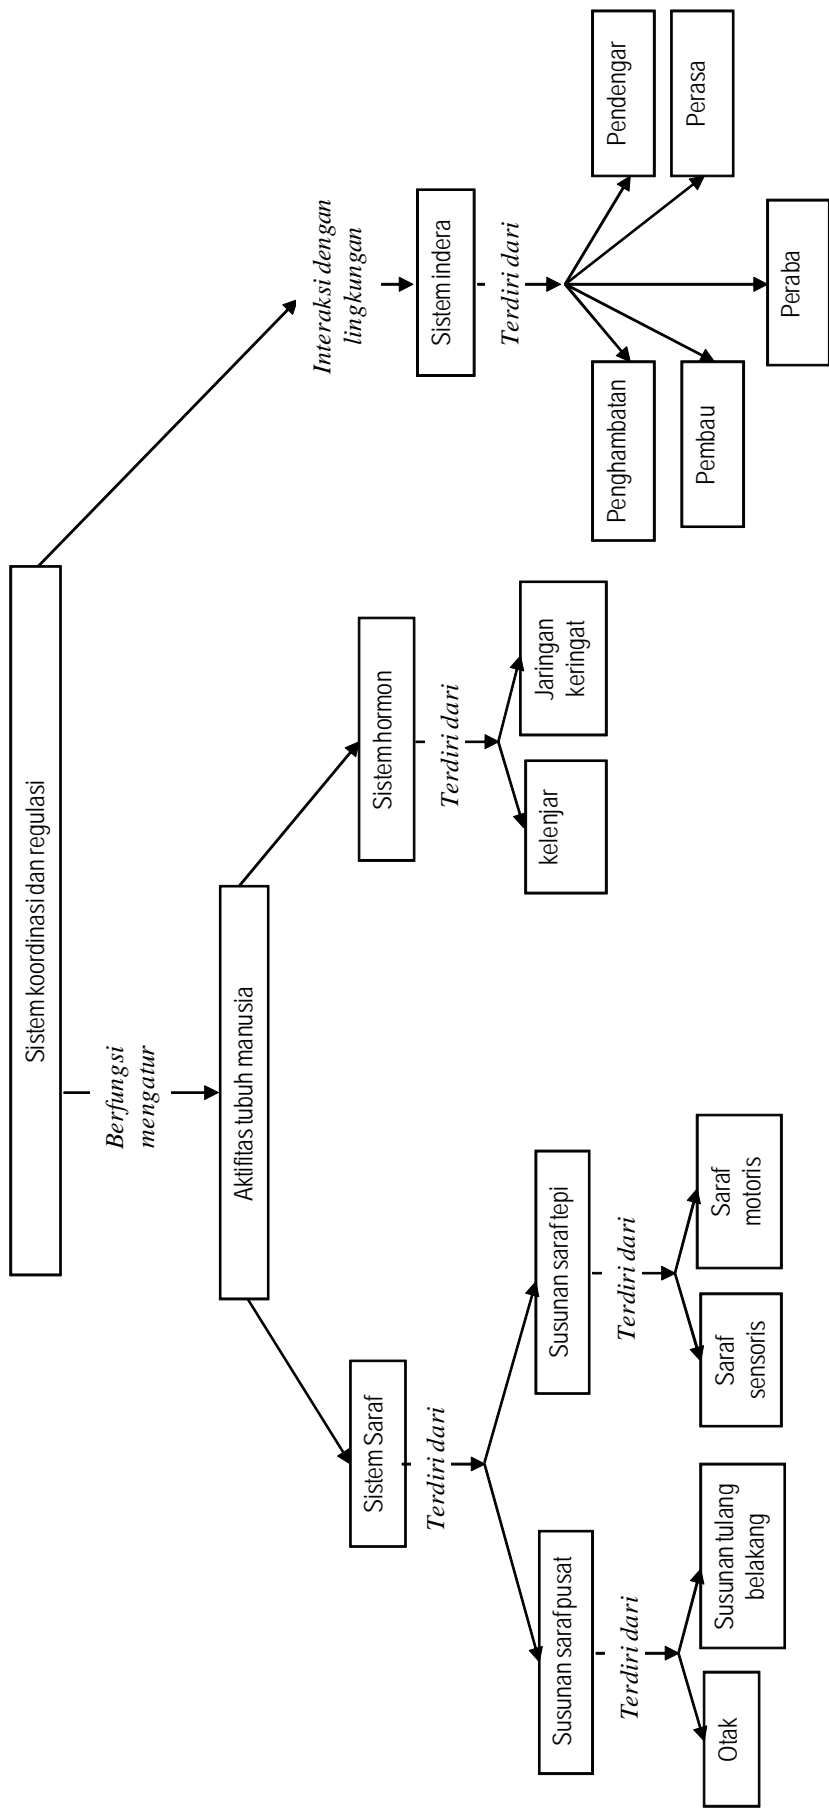 Sistem koordinasi dan regulasi
Berfungsi
mengatur
Interaksi dengan
lingkungan
Aktifitas tubuh manusia
Sistem Saraf
Sistem hormon
Sistem indera
Terdiri dari
Terdiri dari
Terdiri dari
Susunan saraf pusat
Susunan saraf tepi
kelenjar
Jaringan
keringat
Penghambatan
Pendengar
Pembau
Perasa
Peraba
Terdiri dari
Terdiri dari
Otak
Susunan tulang
belakang
Saraf
sensoris
Saraf
motoris